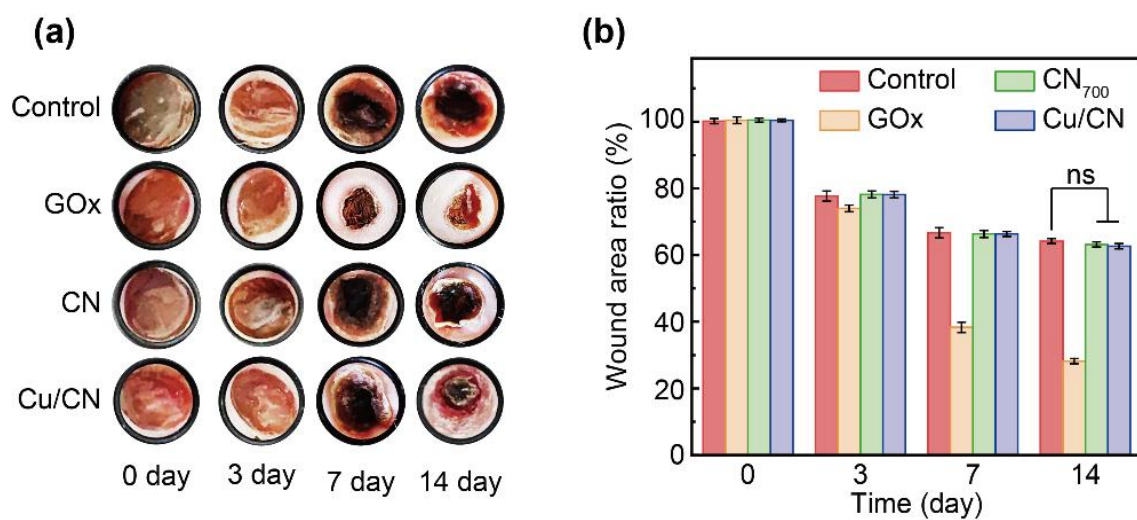 (a)
Control
GOx
CN
Cu/CN
0 day 3 day 7 day 14 day
(b)
Control CN₇₀₀
GOx Cu/CN
ns
Wound area ratio (%)
100
80
60
40
20
0
0 3 7 14
Time (day)